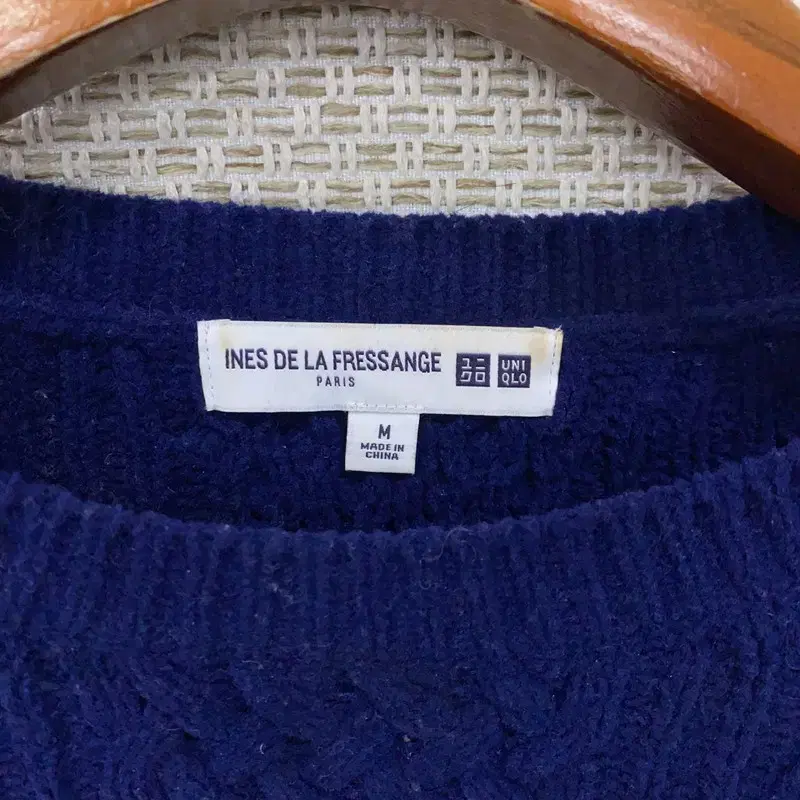 INES DE LA FRESSANGE
PARIS
ユニ
クロ
UNI
QLO
M
MADE IN
CHINA